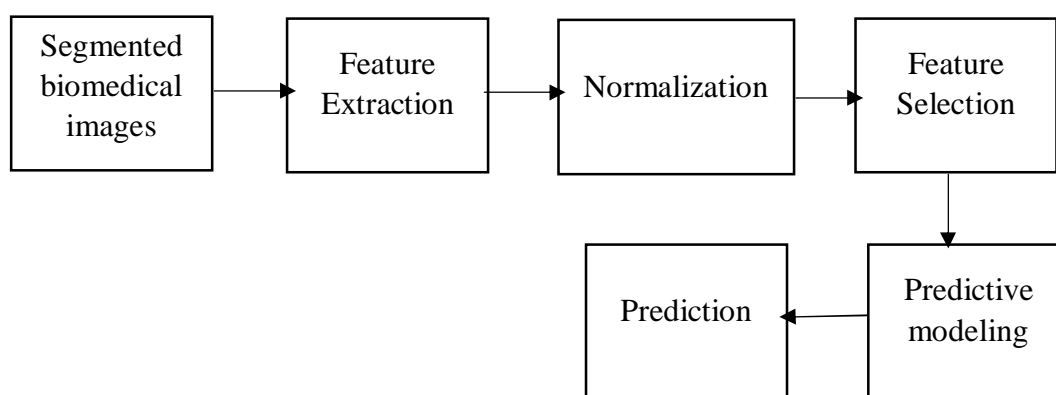 Segmented
biomedical
images
Feature
Extraction
Normalization
Feature
Selection
Predictive
modeling
Prediction